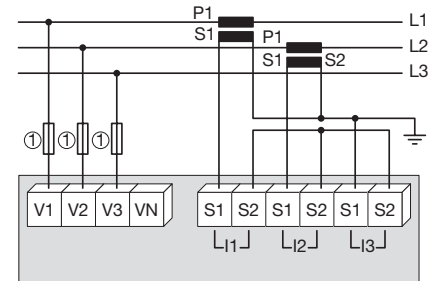 P1 L1
S1 P1 L2
S1 S2 L3
① ① ①
V1 V2 V3 VN S1 S2 S1 S2 S1 S2
I1 I2 I3